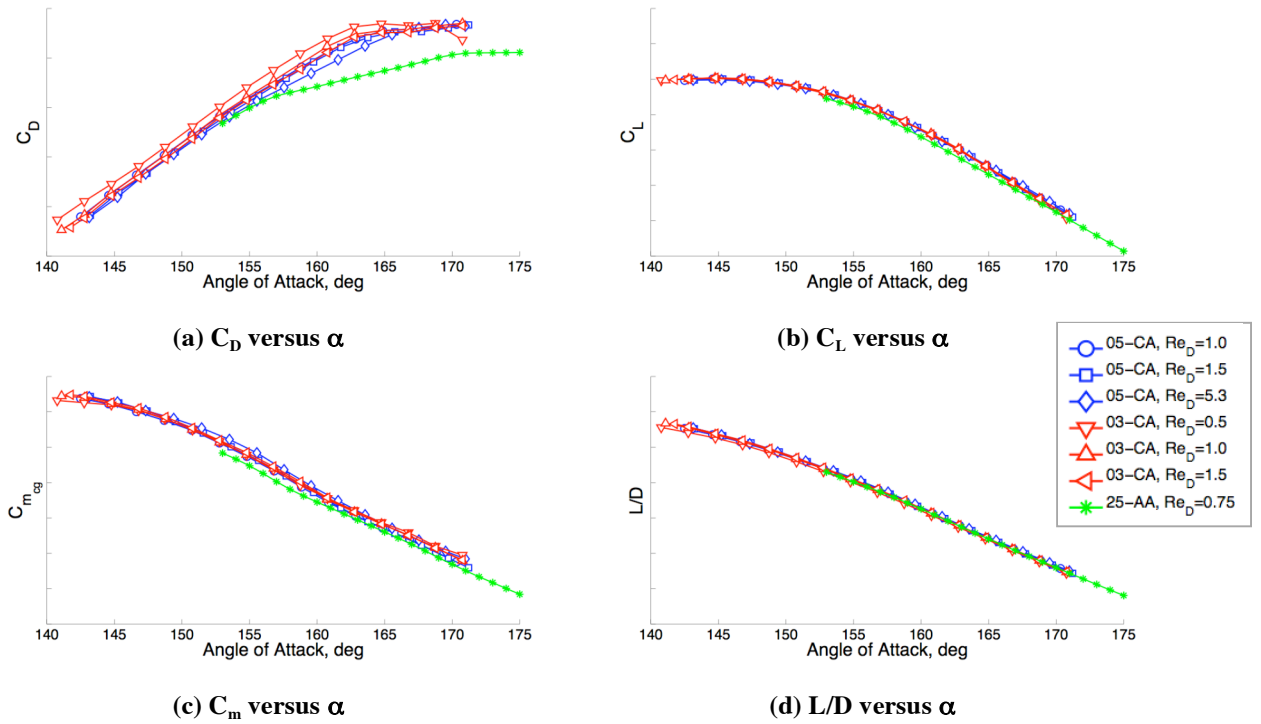 C_D
140 145 150 155 160 165 170 175
Angle of Attack, deg
(a) C_D versus α
C_L
140 145 150 155 160 165 170 175
Angle of Attack, deg
(b) C_L versus α
05−CA, Re_D=1.0
05−CA, Re_D=1.5
05−CA, Re_D=5.3
03−CA, Re_D=0.5
03−CA, Re_D=1.0
03−CA, Re_D=1.5
25−AA, Re_D=0.75
C_m_cg
140 145 150 155 160 165 170 175
Angle of Attack, deg
(c) C_m versus α
L/D
140 145 150 155 160 165 170 175
Angle of Attack, deg
(d) L/D versus α